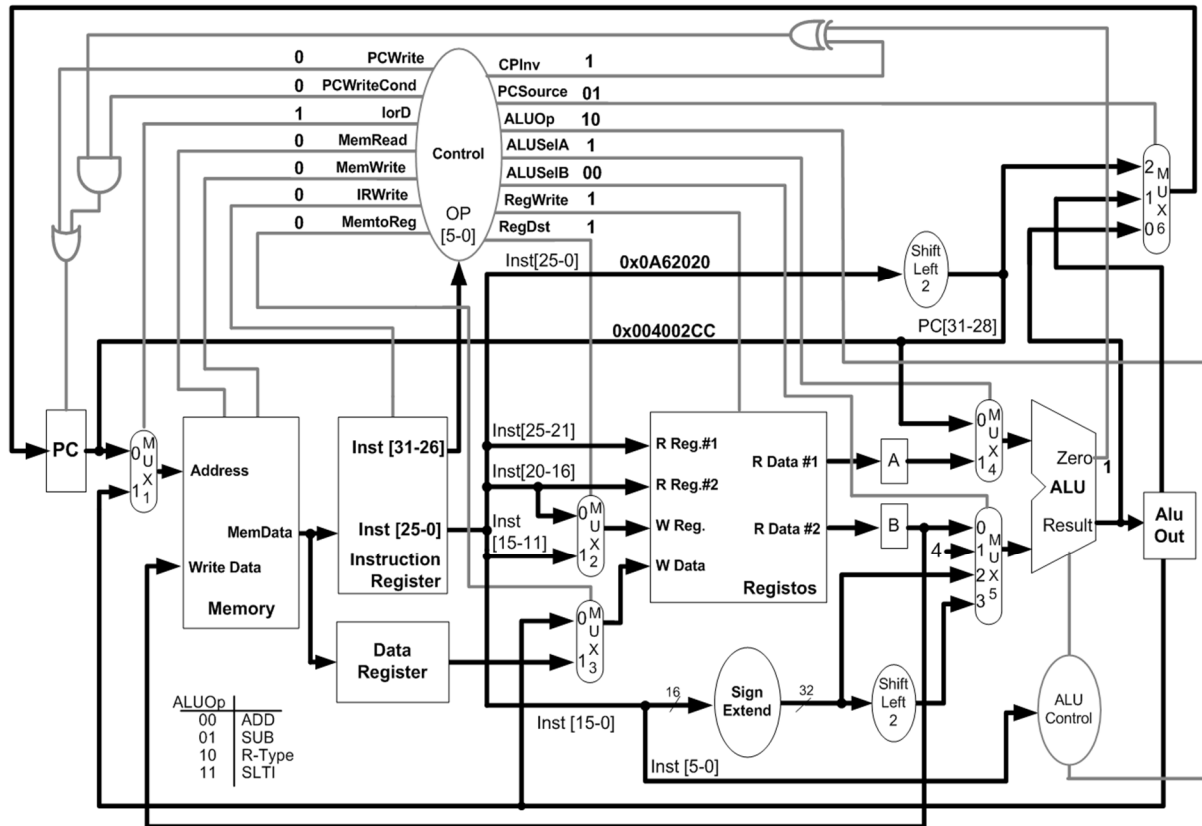 0 PCWrite
0 PCWriteCond
1 IorD
0 MemRead
0 MemWrite
0 IRWrite
0 MemtoReg
Control
OP
[5-0]
CPInv 1
PCSource 01
ALUOp 10
ALUSelA 1
ALUSelB 00
RegWrite 1
RegDst 1
Inst[25-0]
0x0A62020
Shift
Left
2
PC[31-28]
0x004002CC
2
1
0
M
U
X
6
PC
0
1
M
U
X
1
Address
MemData
Write Data
Memory
Inst [31-26]
Inst [25-0]
Instruction
Register
Data
Register
Inst[25-21]
Inst[20-16]
Inst
[15-11]
0
1
M
U
X
2
0
1
M
U
X
3
R Reg.#1
R Reg.#2
W Reg.
W Data
R Data #1
R Data #2
Registos
A
B
0
1
M
U
X
4
4
0
1
2
3
M
U
X
5
Zero
1
ALU
Result
Alu
Out
Inst [15-0]
16
Sign
Extend
32
Shift
Left
2
ALU
Control
Inst [5-0]
ALUOp
00 ADD
01 SUB
10 R-Type
11 SLTI